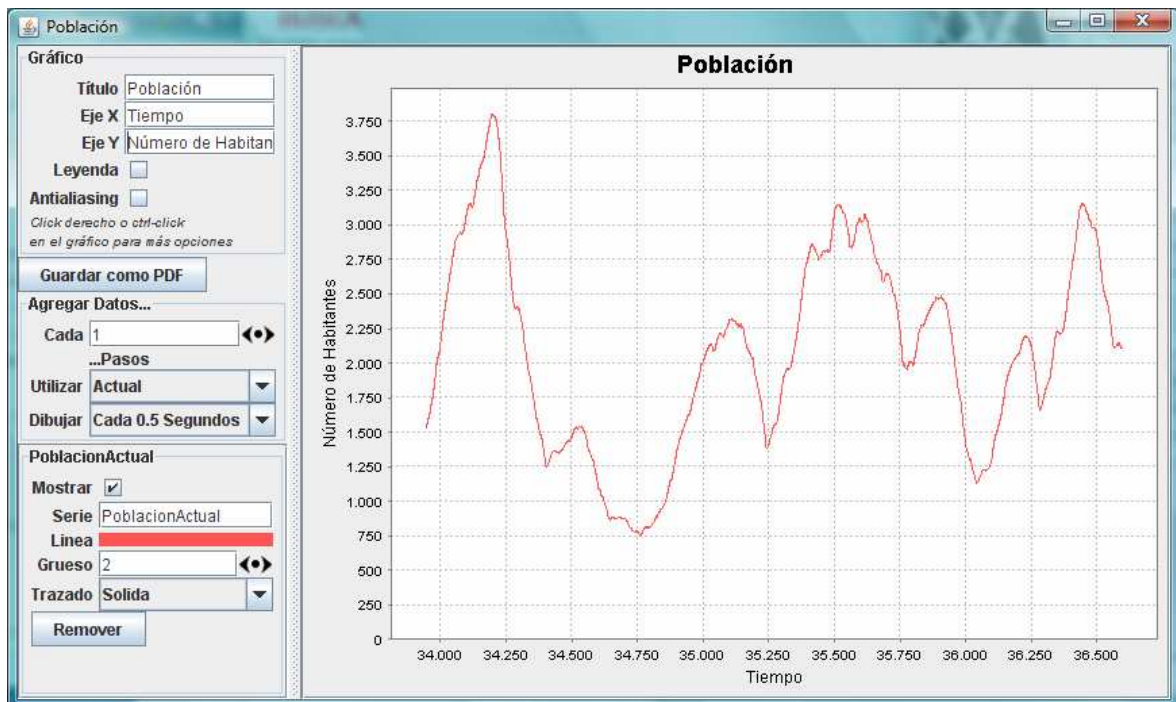 Población
Gráfico
Título Población
Eje X Tiempo
Eje Y Número de Habitan
Leyenda
Antialiasing
Click derecho o ctrl-click
en el gráfico para más opciones
Guardar como PDF
Agregar Datos...
Cada 1
...Pasos
Utilizar Actual
Dibujar Cada 0.5 Segundos
PoblacionActual
Mostrar
Serie PoblacionActual
Linea
Grueso 2
Trazado Solida
Remover
Población
Número de Habitantes
3.750
3.500
3.250
3.000
2.750
2.500
2.250
2.000
1.750
1.500
1.250
1.000
750
500
250
0
34.000 34.250 34.500 34.750 35.000 35.250 35.500 35.750 36.000 36.250 36.500
Tiempo